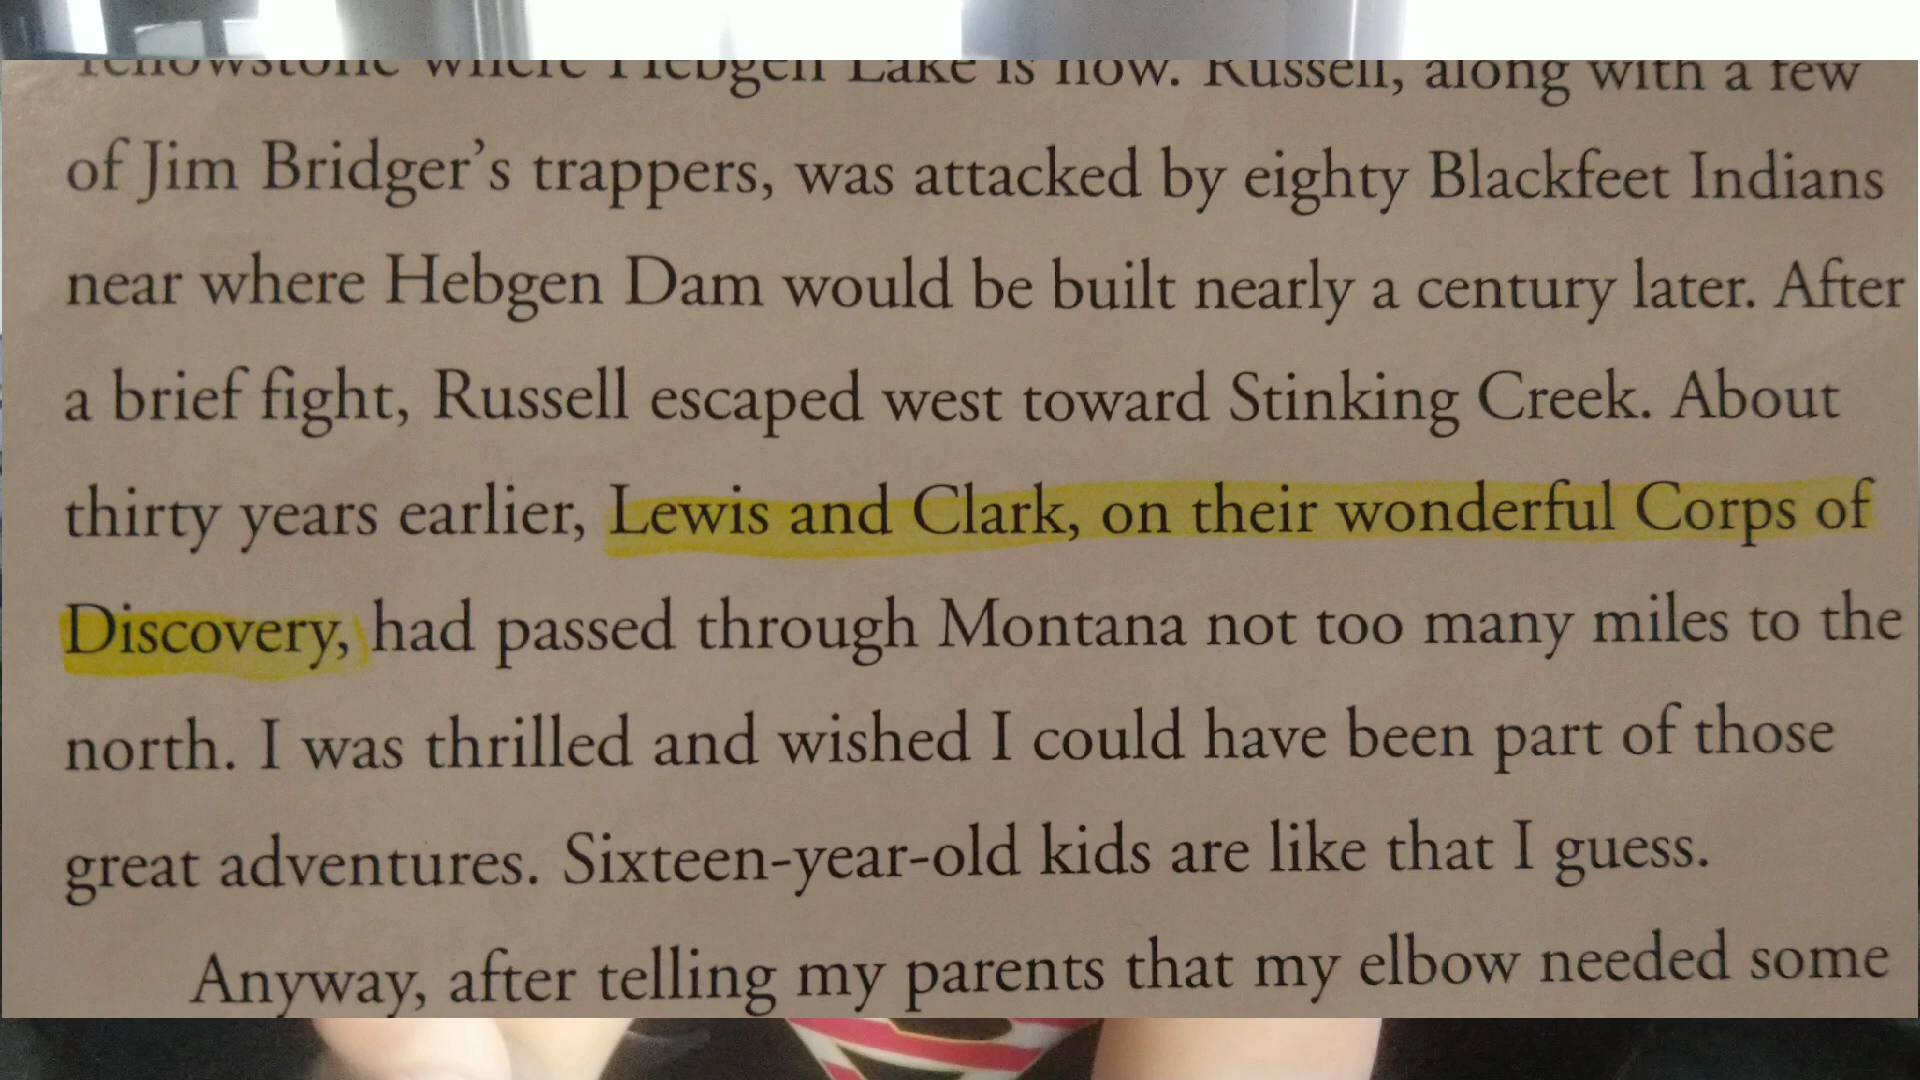 Yellowstone where Hebgen Lake is now. Russell, along with a few
of Jim Bridger’s trappers, was attacked by eighty Blackfeet Indians
near where Hebgen Dam would be built nearly a century later. After
a brief fight, Russell escaped west toward Stinking Creek. About
thirty years earlier, Lewis and Clark, on their wonderful Corps of
Discovery, had passed through Montana not too many miles to the
north. I was thrilled and wished I could have been part of those
great adventures. Sixteen-year-old kids are like that I guess.
Anyway, after telling my parents that my elbow needed some